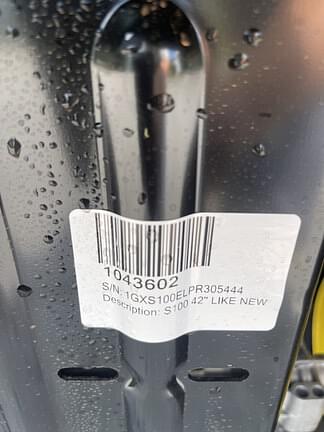 1043602
S/N: 1GXS100ELPR305444
Description: S100 42" LIKE NEW